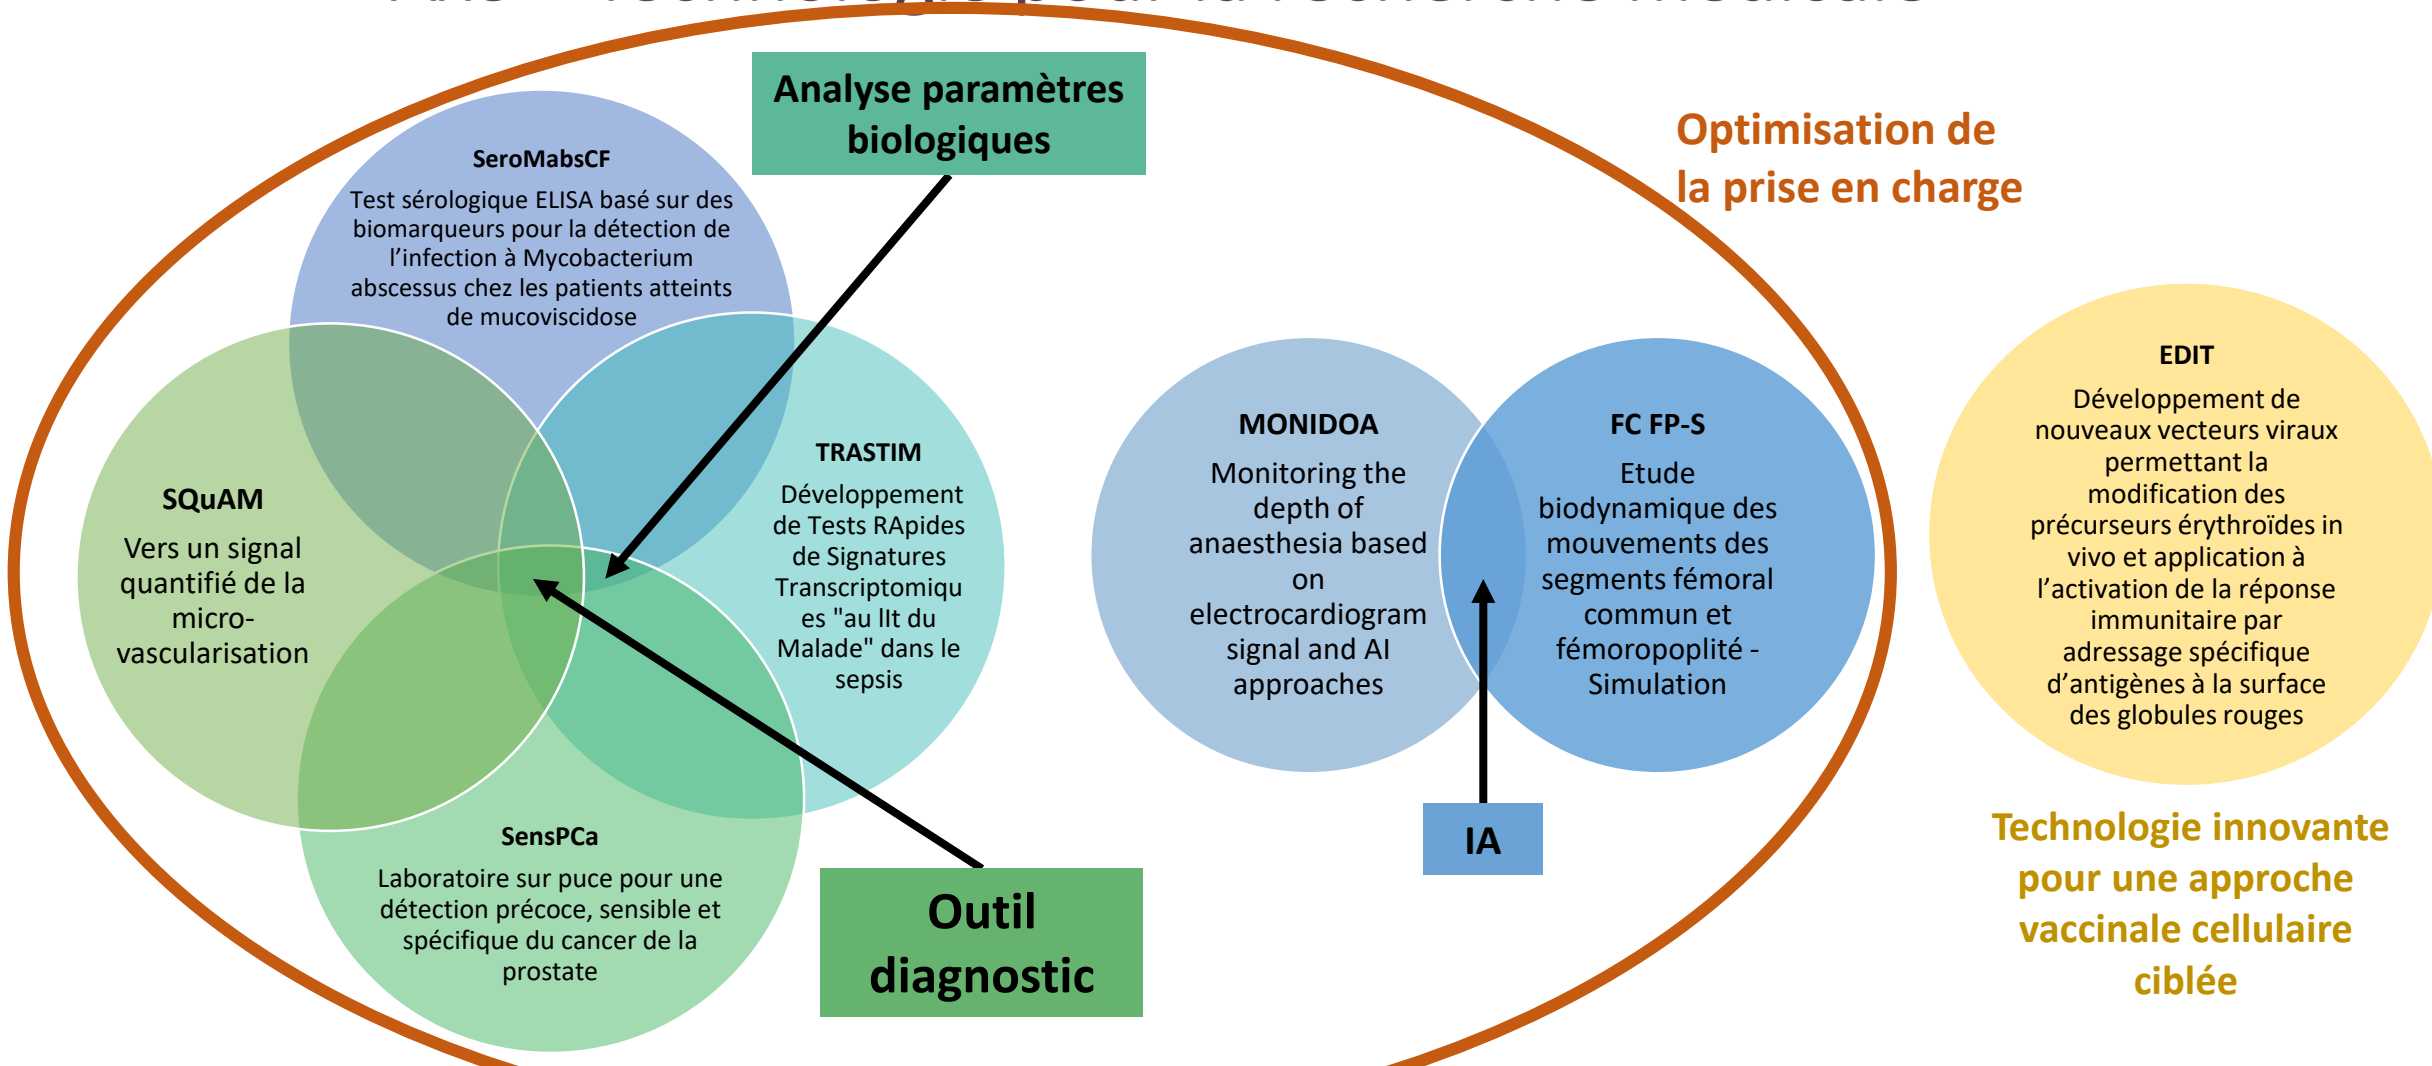 Technologie pour la recherche médicale
Analyse paramètres
biologiques
Optimisation de
la prise en charge
SeroMabsCF
Test sérologique ELISA basé sur des
biomarqueurs pour la détection de
l’infection à Mycobacterium
abscessus chez les patients atteints
de mucoviscidose
SQuAM
Vers un signal
quantifié de la
micro-
vascularisation
TRASTIM
Développement
de Tests RApides
de Signatures
Transcriptomiqu
es "au lIt du
Malade" dans le
sepsis
SensPCa
Laboratoire sur puce pour une
détection précoce, sensible et
spécifique du cancer de la
prostate
Outil
diagnostic
MONIDOA
Monitoring the
depth of
anaesthesia based
on
electrocardiogram
signal and AI
approaches
FC FP-S
Etude
biodynamique des
mouvements des
segments fémoral
commun et
fémoropoplité -
Simulation
IA
EDIT
Développement de
nouveaux vecteurs viraux
permettant la
modification des
précurseurs érythroïdes in
vivo et application à
l’activation de la réponse
immunitaire par
adressage spécifique
d’antigènes à la surface
des globules rouges
Technologie innovante
pour une approche
vaccinale cellulaire
ciblée